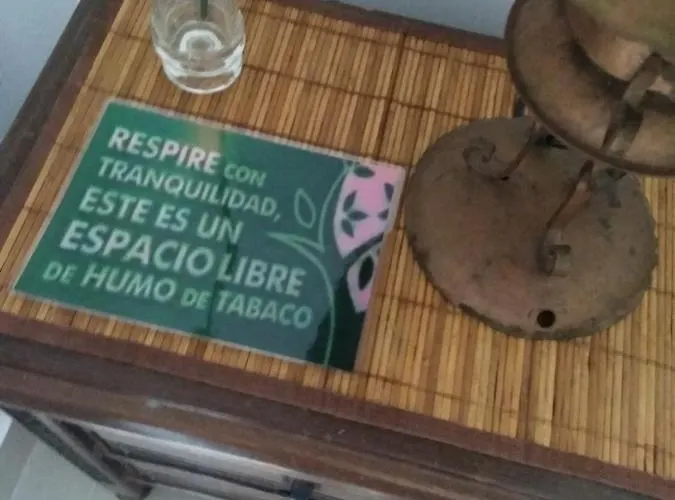 RESPIRE CON
TRANQUILIDAD,
ESTE ES UN
ESPACIO LIBRE
DE HUMO DE TABACO